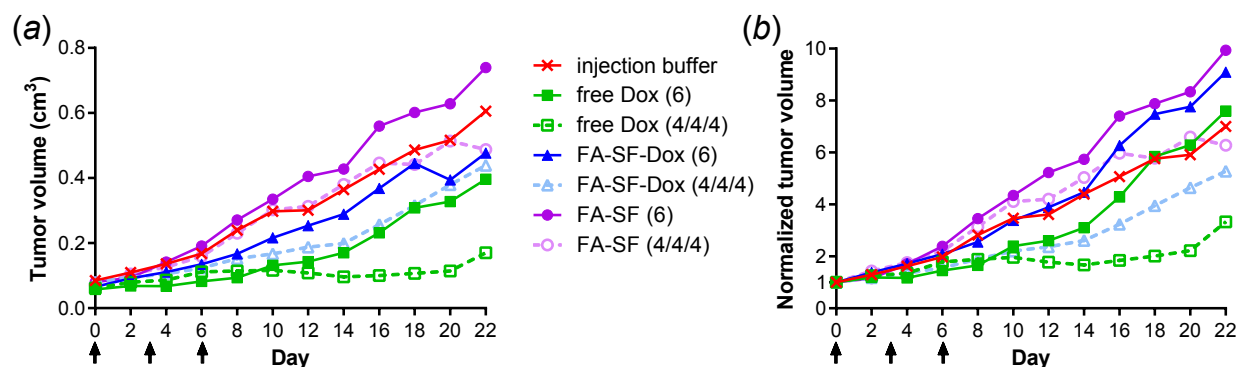 (a)
Tumor volume (cm³)
0.8
0.6
0.4
0.2
0.0
0 2 4 6 8 10 12 14 16 18 20 22
Day
injection buffer
free Dox (6)
free Dox (4/4/4)
FA-SF-Dox (6)
FA-SF-Dox (4/4/4)
FA-SF (6)
FA-SF (4/4/4)
(b)
Normalized tumor volume
10
8
6
4
2
1
0
0 2 4 6 8 10 12 14 16 18 20 22
Day